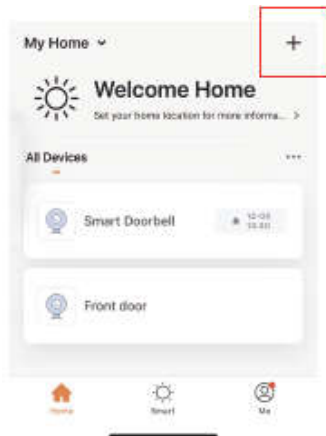 My Home
Welcome Home
Set your home location for more informa...
All Devices
Smart Doorbell
Front door
Home
Smart
Me